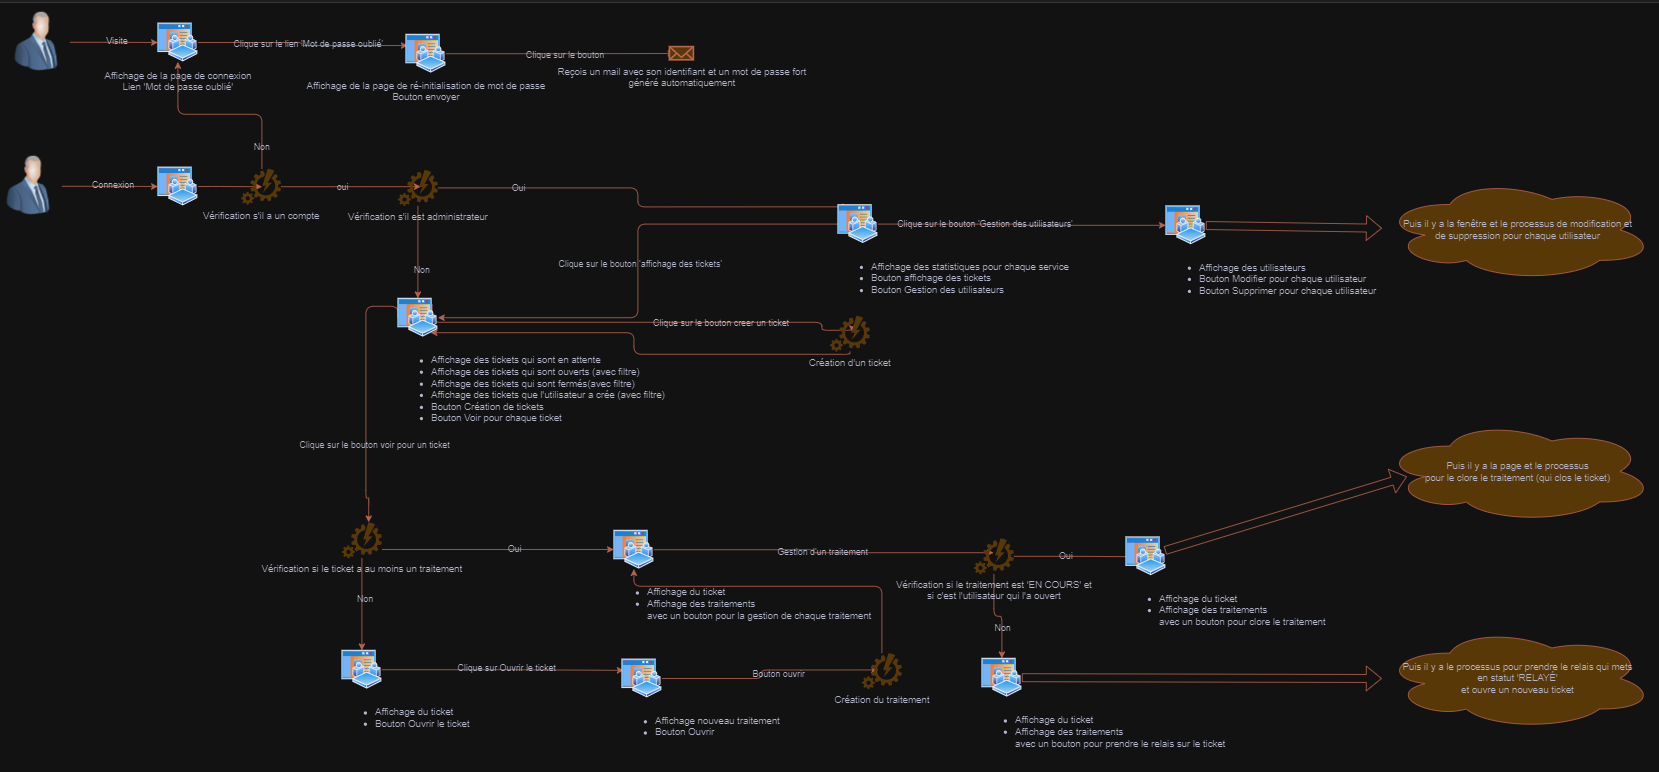 Visite
Clique sur le lien 'Mot de passe oublié'
Clique sur le bouton
Affichage de la page de connexion
Lien 'Mot de passe oublié'
Affichage de la page de ré-initialisation de mot de passe
Bouton envoyer
Reçois un mail avec son identifiant et un mot de passe fort
généré automatiquement
Non
Connexion
oui
Oui
Vérification s'il a un compte
Vérification s'il est administrateur
Clique sur le bouton 'Gestion des utilisateurs'
Puis il y a la fenêtre et le processus de modification et
de suppression pour chaque utilisateur
Non
Clique sur le bouton 'affichage des tickets'
Affichage des statistiques pour chaque service
Bouton affichage des tickets
Bouton Gestion des utilisateurs
Affichage des utilisateurs
Bouton Modifier pour chaque utilisateur
Bouton Supprimer pour chaque utilisateur
Clique sur le bouton creer un ticket
Création d'un ticket
Affichage des tickets qui sont en attente
Affichage des tickets qui sont ouverts (avec filtre)
Affichage des tickets qui sont fermés(avec filtre)
Affichage des tickets que l'utilisateur a crée (avec filtre)
Bouton Création de tickets
Bouton Voir pour chaque ticket
Clique sur le bouton voir pour un ticket
Puis il y a la page et le processus
pour le clore le traitement (qui clos le ticket)
Oui
Gestion d'un traitement
Oui
Vérification si le ticket a au moins un traitement
Vérification si le traitement est 'EN COURS' et
si c'est l'utilisateur qui l'a ouvert
Non
Affichage du ticket
Affichage des traitements
avec un bouton pour la gestion de chaque traitement
Affichage du ticket
Affichage des traitements
avec un bouton pour clore le traitement
Non
Clique sur Ouvrir le ticket
Bouton ouvrir
Création du traitement
Puis il y a le processus pour prendre le relais qui mets
en statut 'RELAYÉ'
et ouvre un nouveau ticket
Affichage du ticket
Bouton Ouvrir le ticket
Affichage nouveau traitement
Bouton Ouvrir
Affichage du ticket
Affichage des traitements
avec un bouton pour prendre le relais sur le ticket